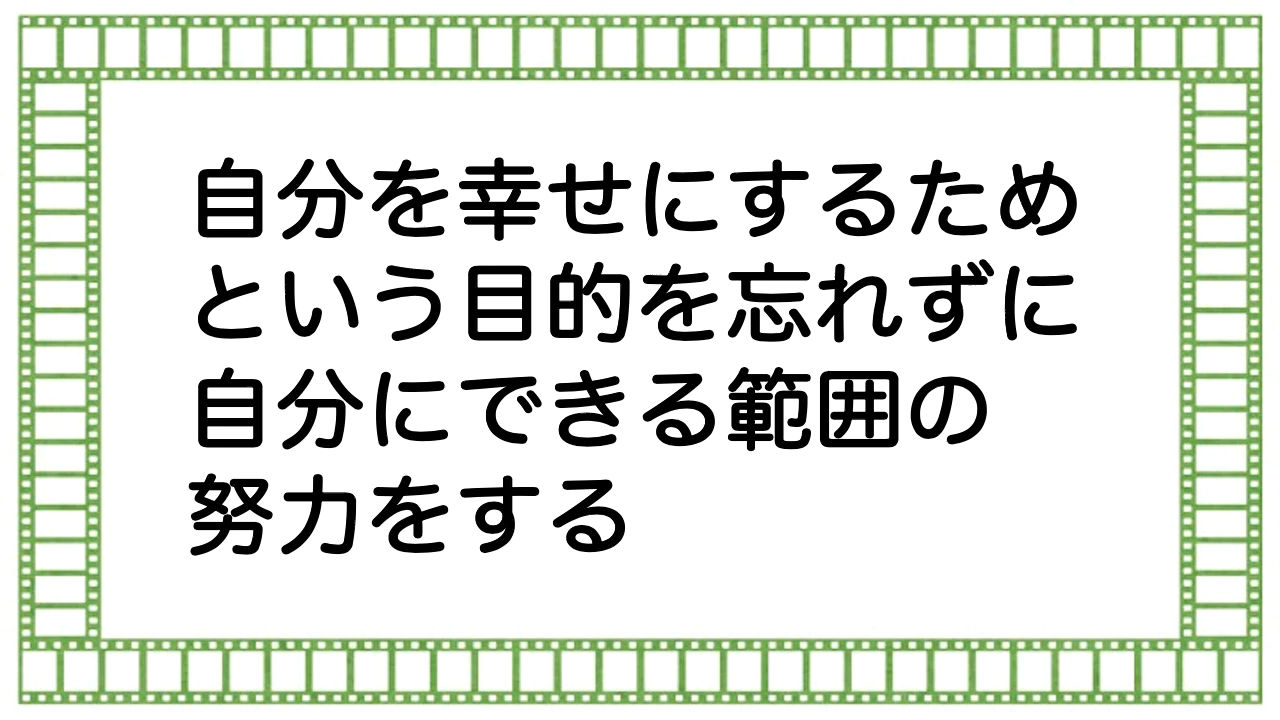 自分を幸せにするため
という目的を忘れずに
自分にできる範囲の
努力をする